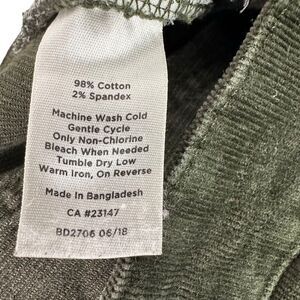 98% Cotton
2% Spandex
Machine Wash Cold
Gentle Cycle
Only Non-Chlorine
Bleach When Needed
Tumble Dry Low
Warm Iron, On Reverse
Made in Bangladesh
CA #23147
BD2706 06/18